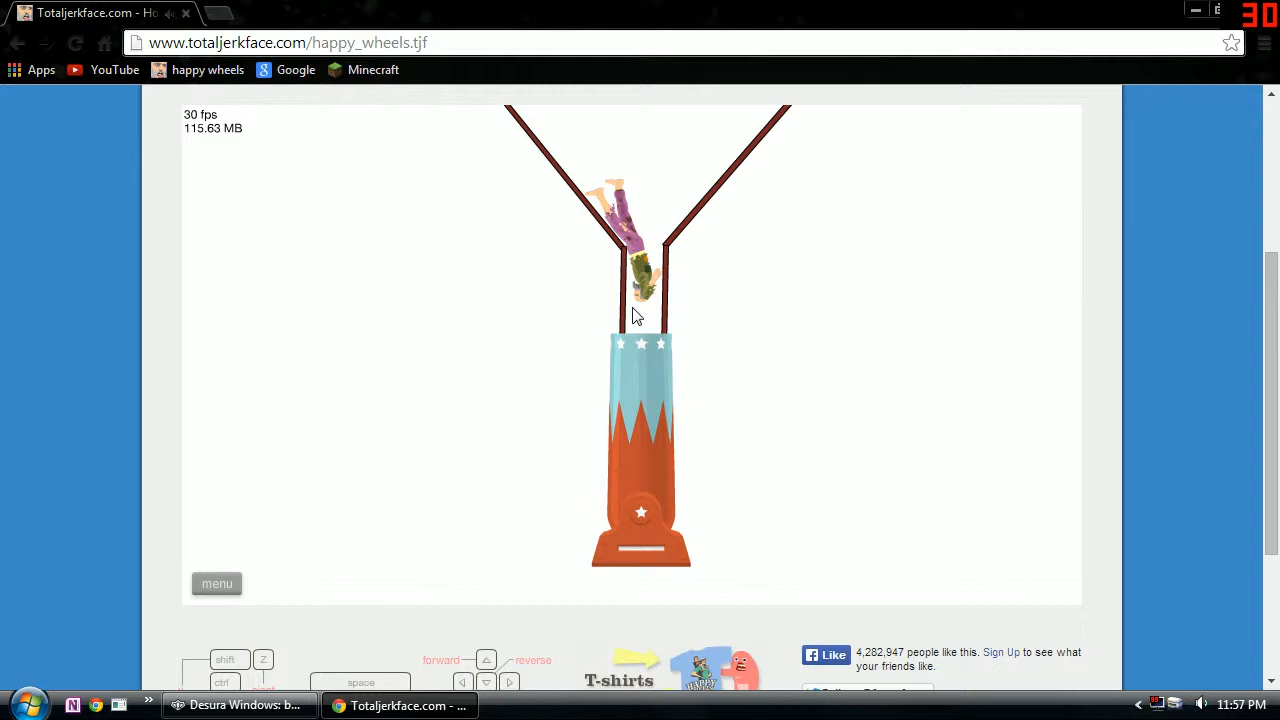 Totaljerkface.com - Ho
30
www.totaljerkface.com/happy_wheels.tjf
Apps YouTube happy wheels Google Minecraft
30 fps
115.63 MB
menu
shift Z
ctrl
space
forward
reverse
T-shirts
Like 4,282,947 people like this. Sign Up to see what
your friends like.
Desura Windows: b... Totaljerkface.com - ... 11:57 PM